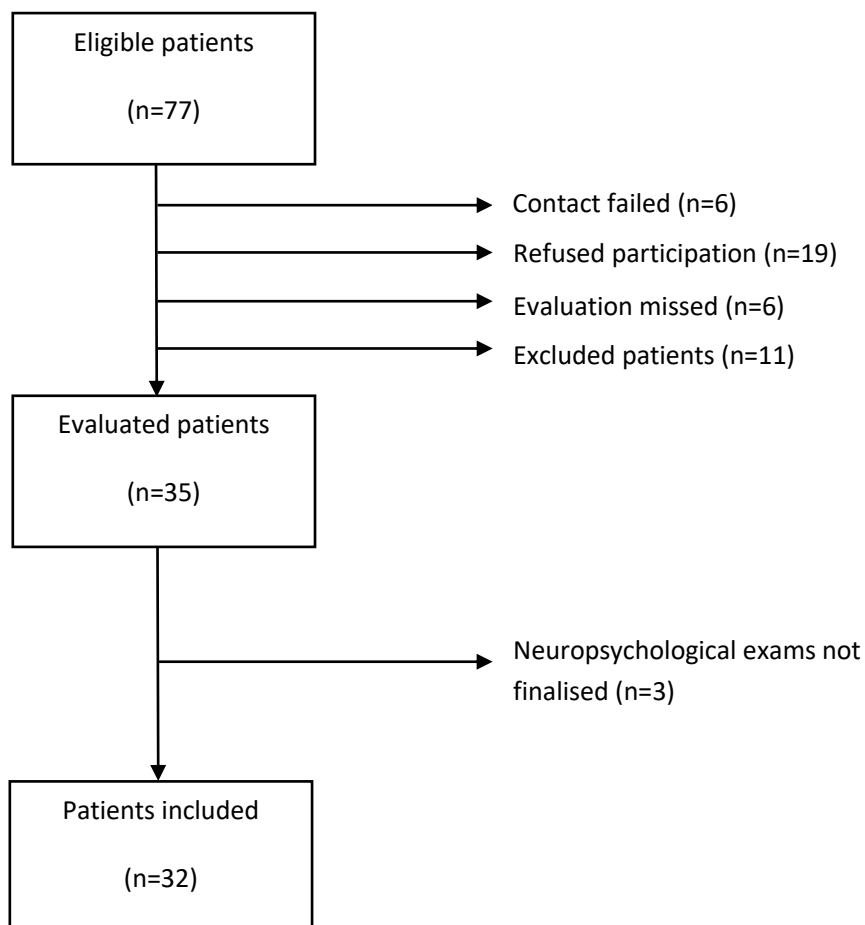 Eligible patients
(n=77)
Contact failed (n=6)
Refused participation (n=19)
Evaluation missed (n=6)
Excluded patients (n=11)
Evaluated patients
(n=35)
Neuropsychological exams not
finalised (n=3)
Patients included
(n=32)